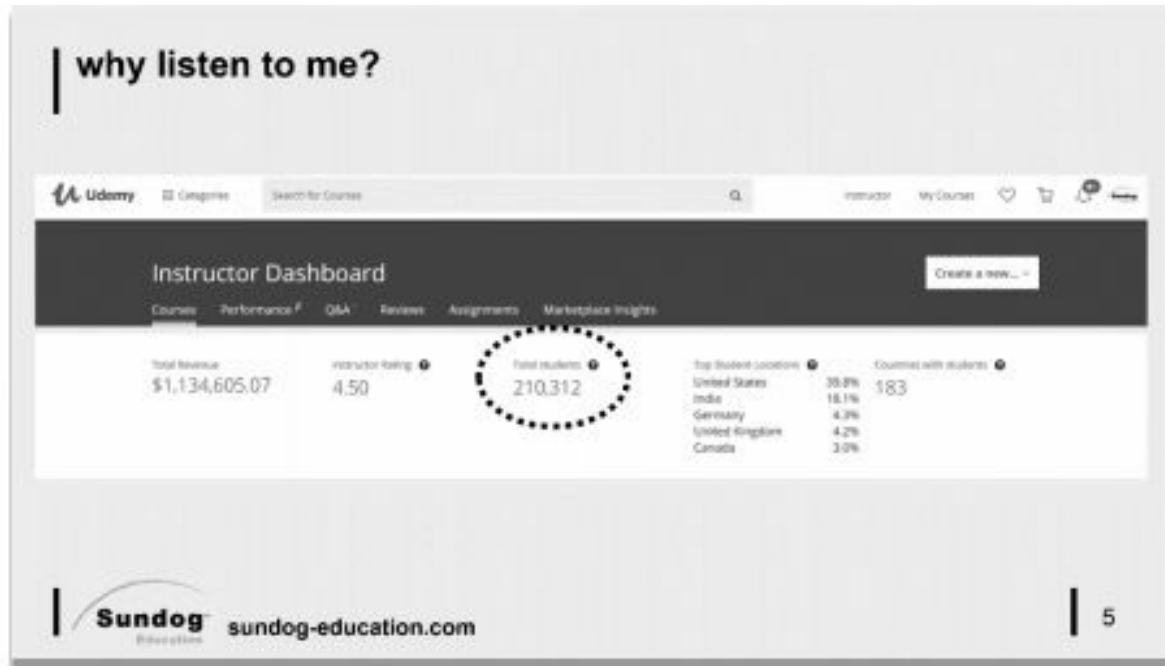 why listen to me?
Udemy Categories Search for Courses Instructor My Courses
Instructor Dashboard
Create a new...
Courses Performance Q&A Reviews Assignments Marketplace Insights
Total Revenue Instructor Rating Total students Top Student Locations Countries with students
$1,134,605.07 4.50 210,312 183
United States
India 18.1%
Germany 4.3%
United Kingdom 4.2%
Canada 3.0%
Sundog
Education
sundog-education.com
5